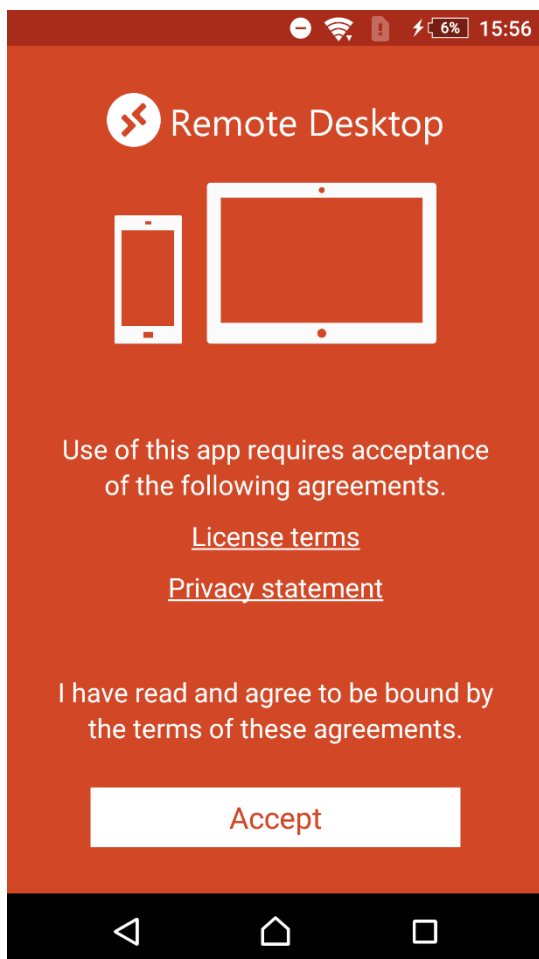 6% 15:56
Remote Desktop
Use of this app requires acceptance
of the following agreements.
License terms
Privacy statement
I have read and agree to be bound by
the terms of these agreements.
Accept